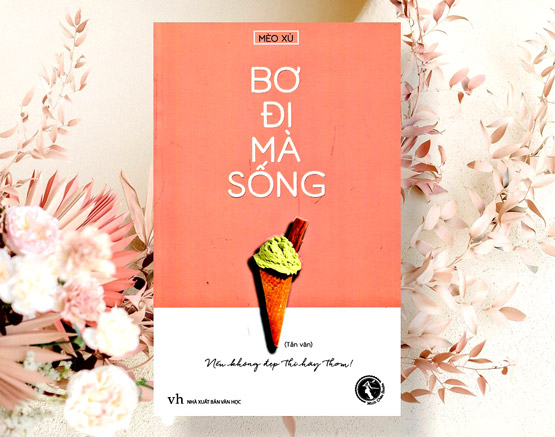 MÈO XÙ
BƠ
ĐI
MÀ
SỐNG
(Tản văn)
Nếu không đẹp Thì hãy Thơm!
vh NHÀ XUẤT BẢN VĂN HỌC